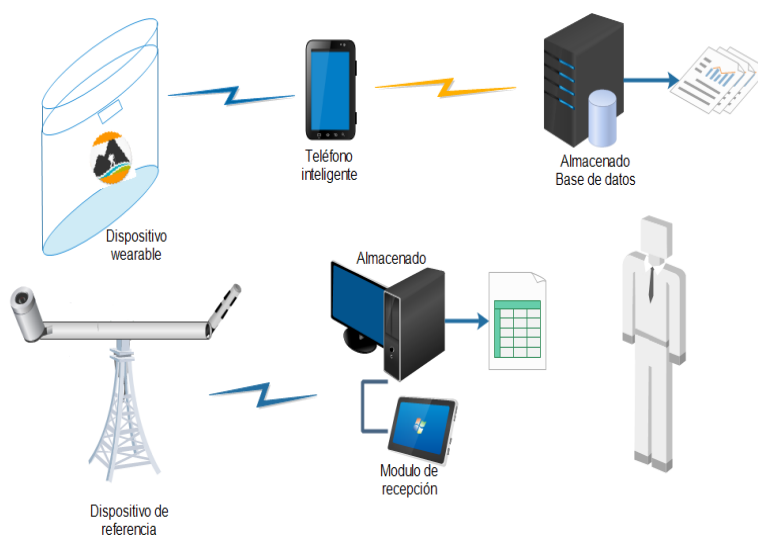 Teléfono
inteligente
Almacenado
Base de datos
Dispositivo
wearable
Almacenado
Modulo de
recepción
Dispositivo de
referencia